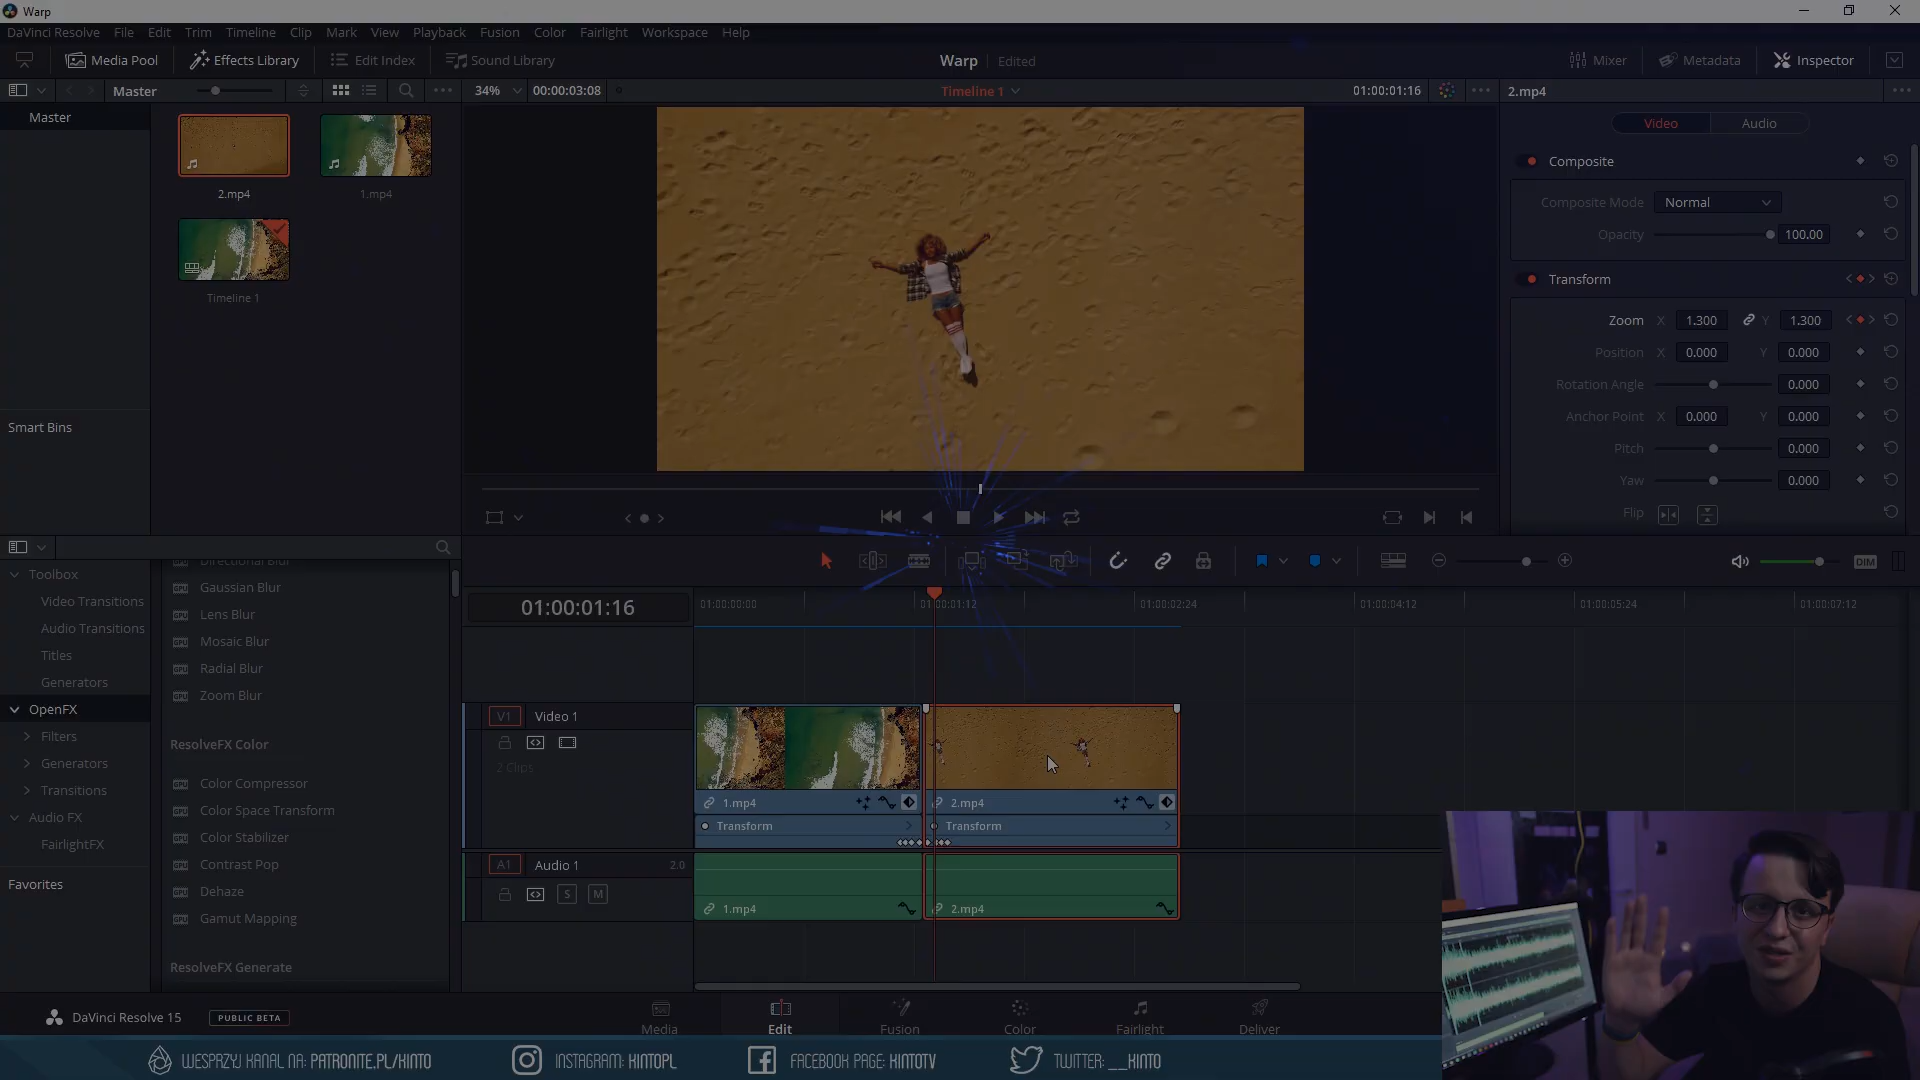 Warp
DaVinci Resolve File Edit Trim Timeline Clip Mark View Playback Fusion Color Fairlight Workspace Help
Media Pool Effects Library Edit Index Sound Library Warp Edited Mixer Metadata Inspector
Master 34% 00:00:03:08 Timeline 1 01:00:01:16 2.mp4
Master
2.mp4 1.mp4
Timeline 1
Smart Bins
Video Audio
Composite
Composite Mode Normal
Opacity 100.00
Transform
Zoom X 1.300 Y 1.300
Position X 0.000 Y 0.000
Rotation Angle 0.000
Anchor Point X 0.000 Y 0.000
Pitch 0.000
Yaw 0.000
Flip
DIM
Toolbox
Video Transitions
Audio Transitions
Titles
Generators
OpenFX
Filters
Generators
Transitions
Audio FX
FairlightFX
Favorites
Directional Blur
Gaussian Blur
Lens Blur
Mosaic Blur
Radial Blur
Zoom Blur
ResolveFX Color
Color Compressor
Color Space Transform
Color Stabilizer
Contrast Pop
Dehaze
Gamut Mapping
ResolveFX Generate
01:00:01:16 01:00:00:00 01:00:01:12 01:00:02:24 01:00:04:12 01:00:05:24 01:00:07:12
V1 Video 1
2 Clips
1.mp4 2.mp4
Transform Transform
A1 Audio 1 2.0
S M
1.mp4 2.mp4
DaVinci Resolve 15 PUBLIC BETA
Media Edit Fusion Color Fairlight Deliver
WESPRZYJ KANAL NA: PATRONITE.PL/KINTO INSTAGRAM: KINTOPL FACEBOOK PAGE: KINTOTV TWITTER: __KINTO